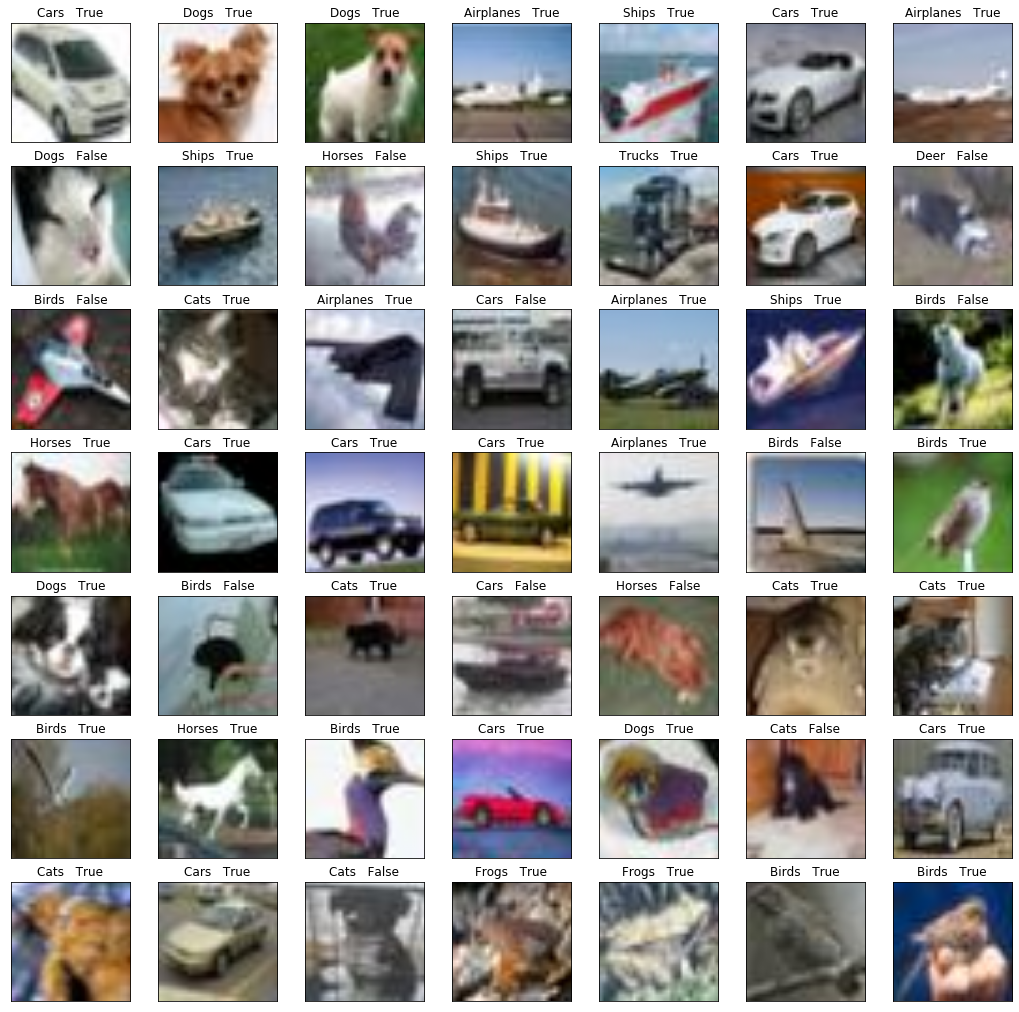 Cars True Dogs True Dogs True Airplanes True Ships True Cars True Airplanes True
Dogs False Ships True Horses False Ships True Trucks True Cars True Deer False
Birds False Cats True Airplanes True Cars False Airplanes True Ships True Birds False
Horses True Cars True Cars True Cars True Airplanes True Birds False Birds True
Dogs True Birds False Cats True Cars False Horses False Cats True Cats True
Birds True Horses True Birds True Cars True Dogs True Cats False Cars True
Cats True Cars True Cats False Frogs True Frogs True Birds True Birds True